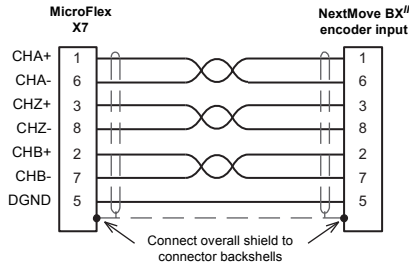 MicroFlex
X7
NextMove BXII
encoder input
CHA+ 1 1
CHA- 6 6
CHZ+ 3 3
CHZ- 8 8
CHB+ 2 2
CHB- 7 7
DGND 5 5
Connect overall shield to
connector backshells